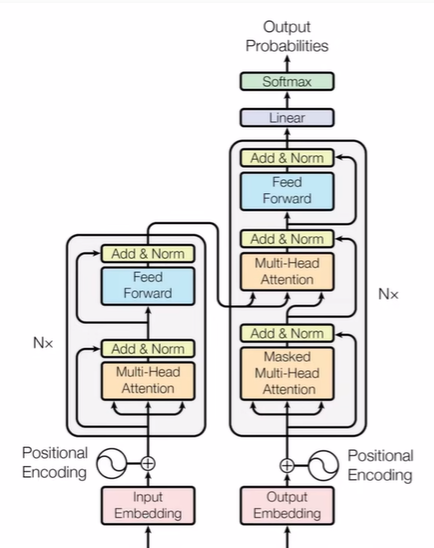 Output
Probabilities
Softmax
Linear
Add & Norm
Feed
Forward
Add & Norm
Multi-Head
Attention
Add & Norm
Masked
Multi-Head
Attention
Nx
Add & Norm
Feed
Forward
Add & Norm
Multi-Head
Attention
Nx
Positional
Encoding
Positional
Encoding
Input
Embedding
Output
Embedding